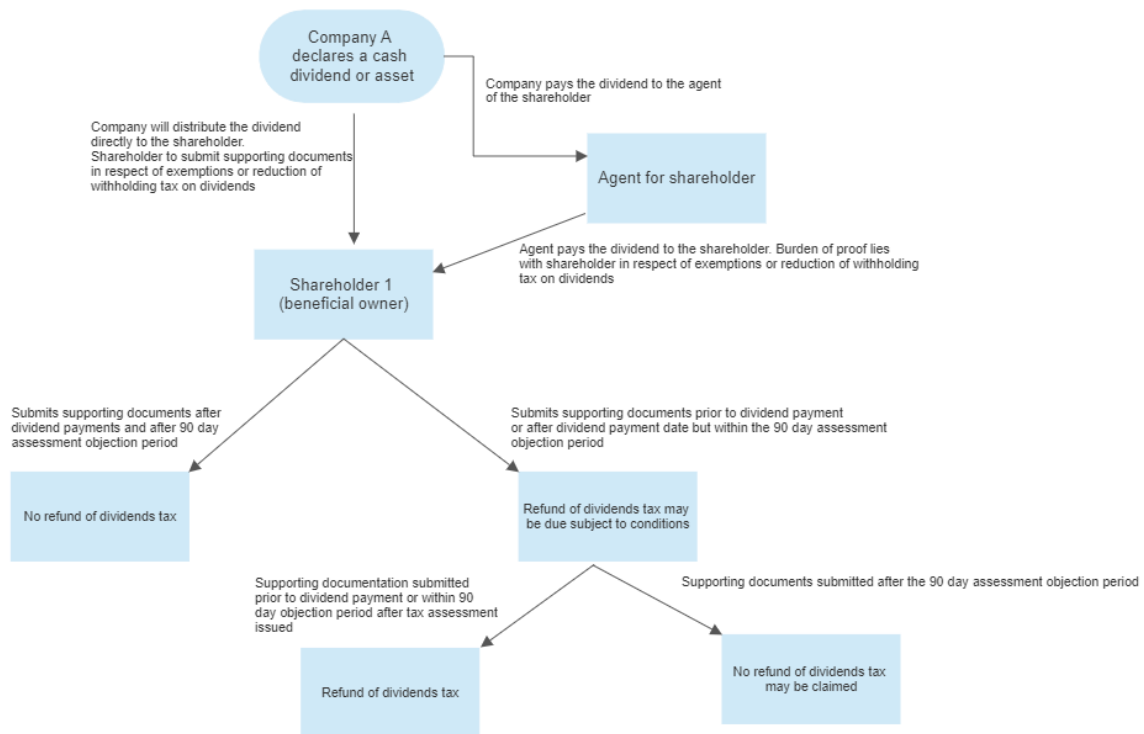 Company A
declares a cash
dividend or asset
Company pays the dividend to the agent
of the shareholder
Company will distribute the dividend
directly to the shareholder.
Shareholder to submit supporting documents
in respect of exemptions or reduction of
withholding tax on dividends
Agent for shareholder
Agent pays the dividend to the shareholder. Burden of proof lies
with shareholder in respect of exemptions or reduction of withholding
tax on dividends
Shareholder 1
(beneficial owner)
Submits supporting documents after
dividend payments and after 90 day
assessment objection period
Submits supporting documents prior to dividend payment
or after dividend payment date but within the 90 day assessment
objection period
No refund of dividends tax
Refund of dividends tax may
be due subject to conditions
Supporting documentation submitted
prior to dividend payment or within 90
day objection period after tax assessment
issued
Supporting documents submitted after the 90 day assessment objection period
Refund of dividends tax
No refund of dividends tax
may be claimed